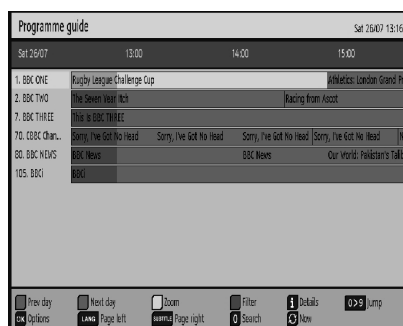 Programme guide Sat 26/07 13:16
Sat 26/07 13:00 14:00 15:00
1. BBC ONE Rugby League Challenge Cup Athletics: London Grand Pr
2. BBC TWO The Seven Year Itch Racing from Ascot
7. BBC THREE This is BBC THREE
70. CBBC Chan... Sorry, I've Got No Head Sorry, I've Got No Head Sorry, I've Got No Head Sorry, I've Got No Head N
80. BBC NEWS BBC News BBC News Our World: Pakistan's Talib
105. BBCi BBCi
Prev day Next day Zoom Filter i Details 0>9 Jump
OK Options LANG Page left SUBTITLE Page right 0 Search Now